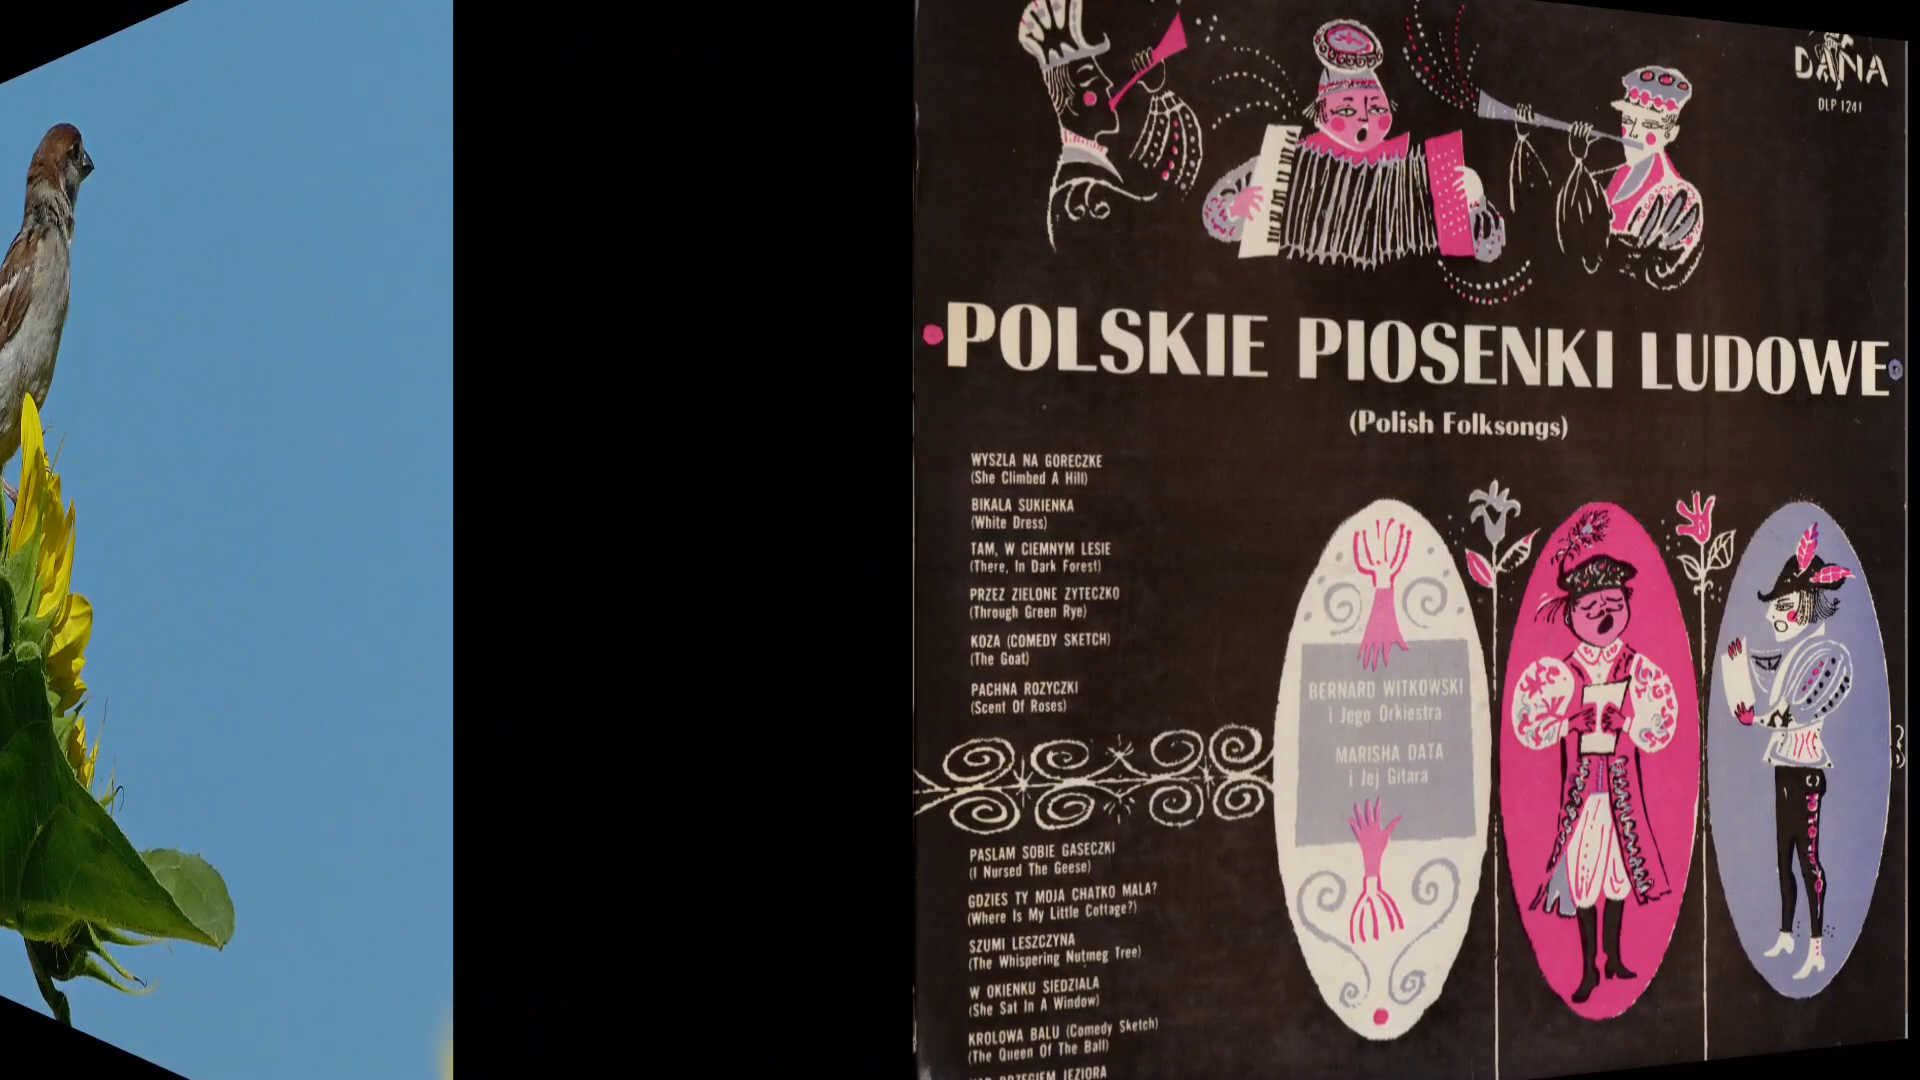 DANA
DLP 1241
POLSKIE PIOSENKI LUDOWE
(Polish Folksongs)
WYSZLA NA GORECZKE
(She Climbed A Hill)
BIKALA SUKIENKA
(White Dress)
TAM, W CIEMNYM LESIE
(There, In Dark Forest)
PRZEZ ZIELONE ZYTECZKO
(Through Green Rye)
KOZA (COMEDY SKETCH)
(The Goat)
PACHNA ROZYCZKI
(Scent Of Roses)
BERNARD WITKOWSKI
i Jego Orkiestra
MARISHA DATA
i Jej Gitara
PASLAM SOBIE GASECZKI
(I Nursed The Geese)
GDZIES TY MOJA CHATKO MALA?
(Where Is My Little Cottage?)
SZUMI LESZCZYNA
(The Whispering Nutmeg Tree)
W OKIENKU SIEDZIALA
(She Sat In A Window)
KROLOWA BALU (Comedy Sketch)
(The Queen Of The Ball)
NAD BRZEGIEM JEZIORA